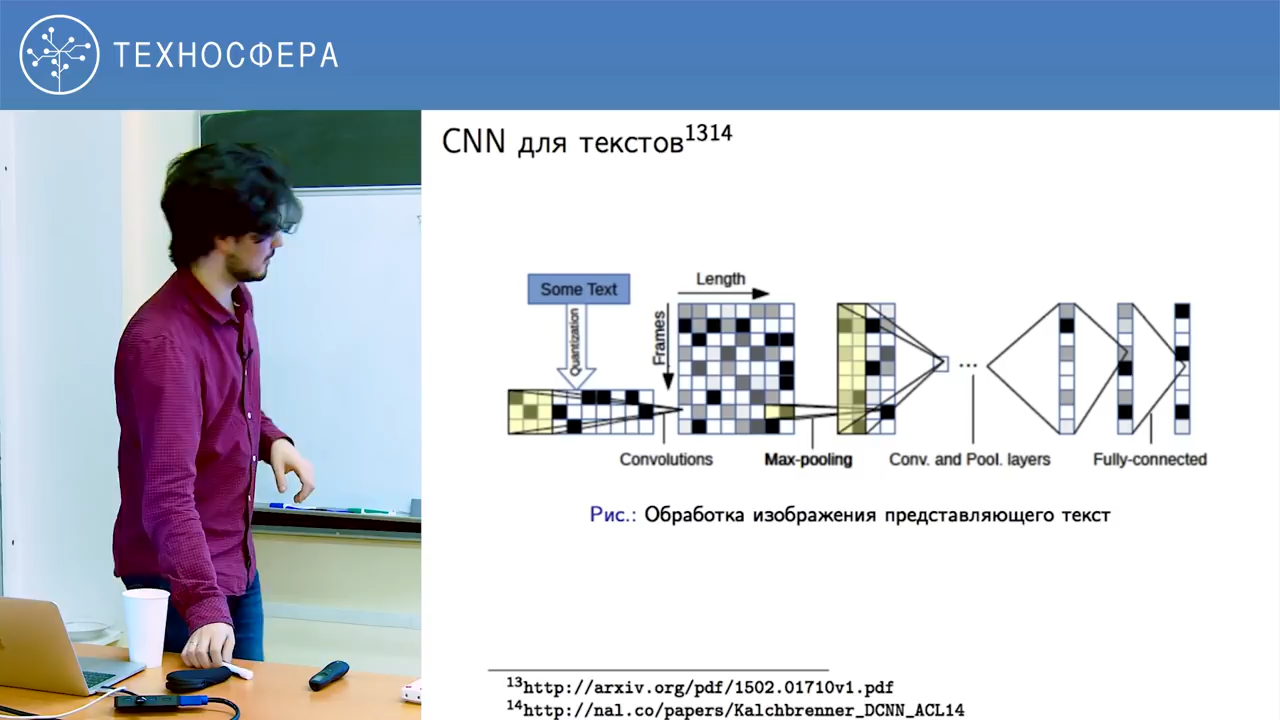 ТЕХНОСФЕРА
CNN для текстов1314
Some Text
Quantization
Length
Frames
Convolutions
Max-pooling
Conv. and Pool. layers
Fully-connected
Рис.: Обработка изображения представляющего текст
13http://arxiv.org/pdf/1502.01710v1.pdf
14http://nal.co/papers/Kalchbrenner_DCNN_ACL14